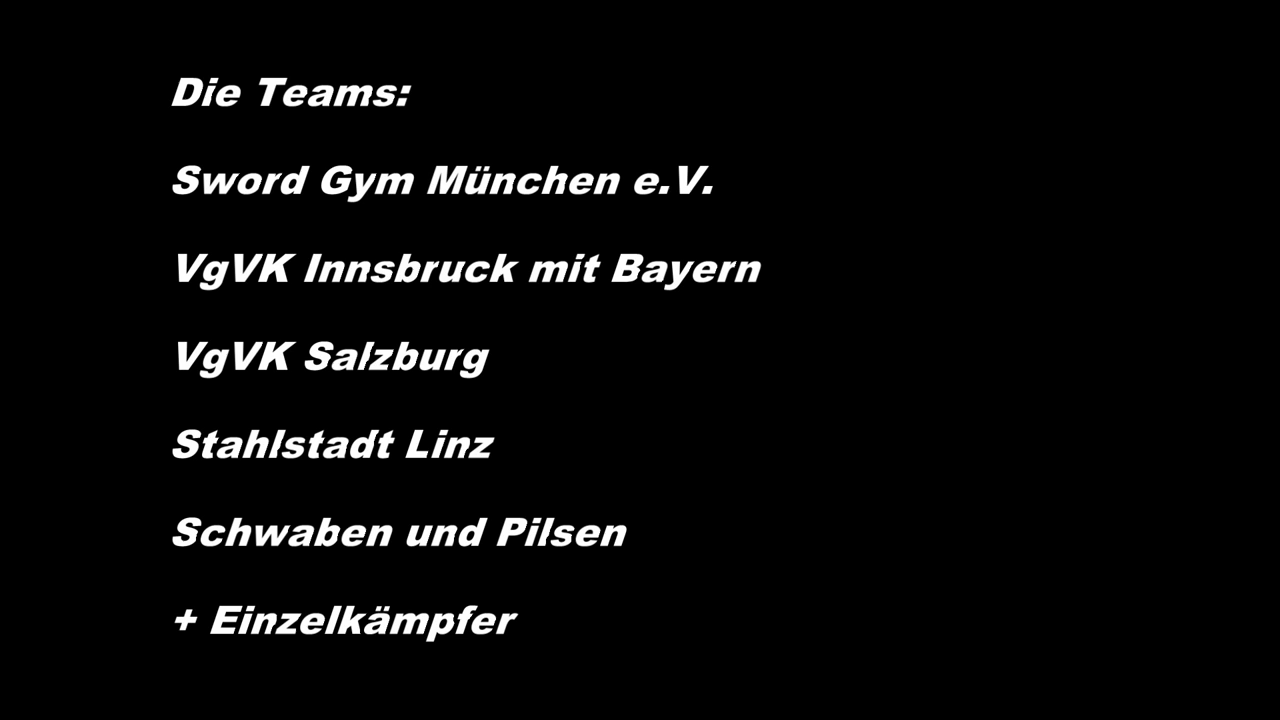 Die Teams:
Sword Gym München e.V.
VgVK Innsbruck mit Bayern
VgVK Salzburg
Stahlstadt Linz
Schwaben und Pilsen
+ Einzelkämpfer